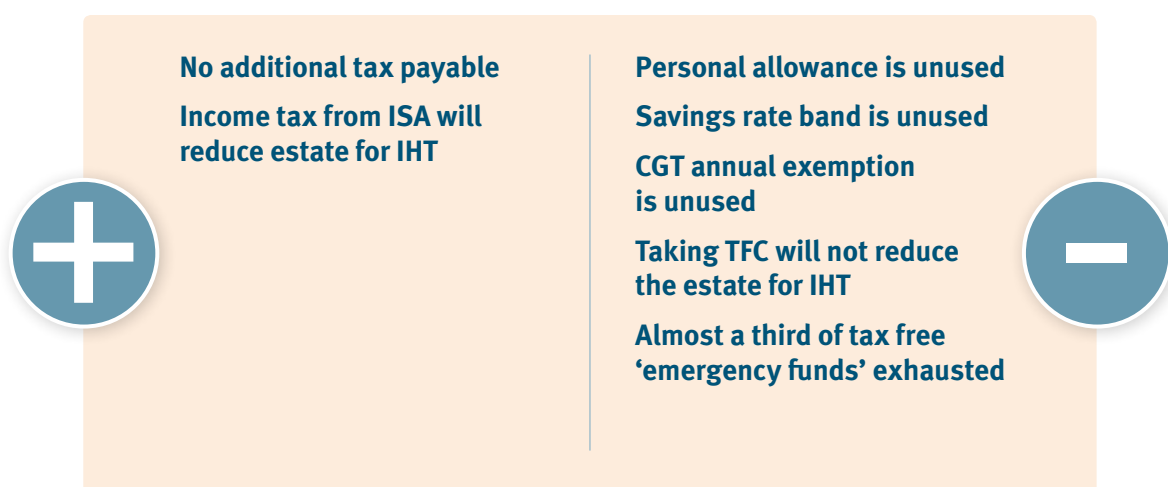 No additional tax payable
Income tax from ISA will
reduce estate for IHT
Personal allowance is unused
Savings rate band is unused
CGT annual exemption
is unused
Taking TFC will not reduce
the estate for IHT
Almost a third of tax free
‘emergency funds’ exhausted